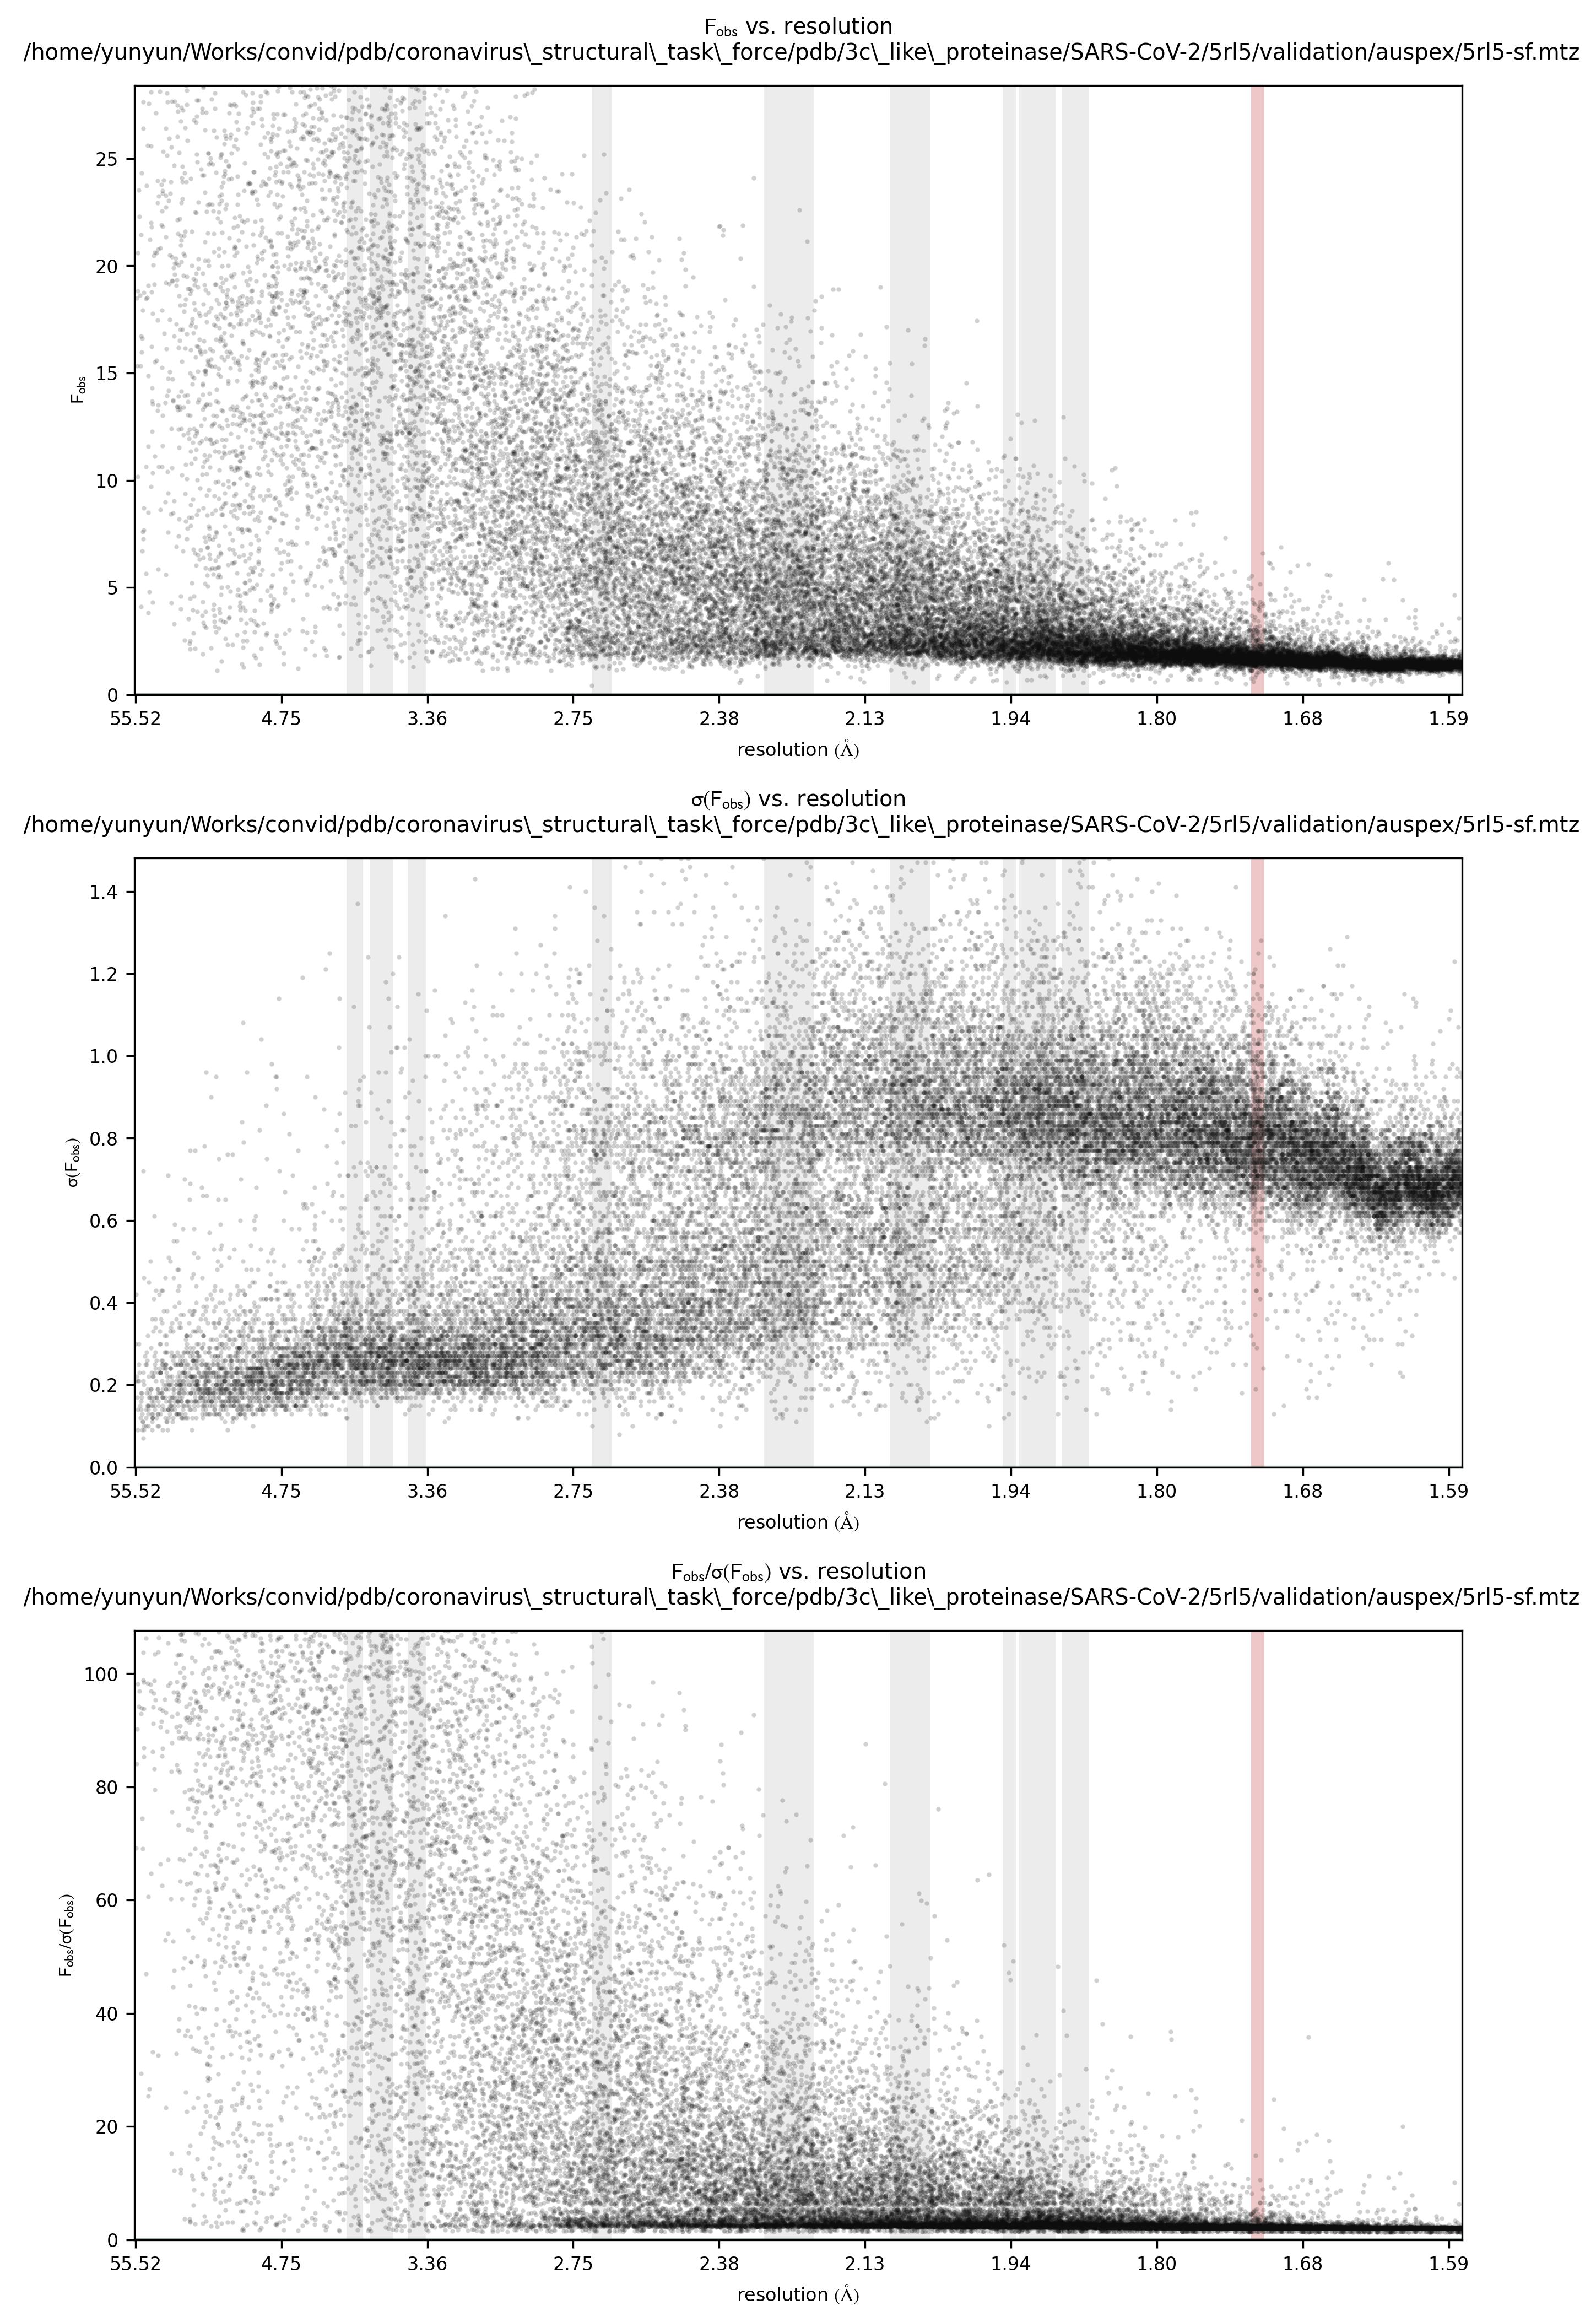 Fobs vs. resolution
/home/yunyun/Works/convid/pdb/coronavirus\_structural\_task\_force/pdb/3c\_like\_proteinase/SARS-CoV-2/5rl5/validation/auspex/5rl5-sf.mtz
25
20
15
10
5
0
Fobs
55.52 4.75 3.36 2.75 2.38 2.13 1.94 1.80 1.68 1.59
resolution (Å)
σ(Fobs) vs. resolution
/home/yunyun/Works/convid/pdb/coronavirus\_structural\_task\_force/pdb/3c\_like\_proteinase/SARS-CoV-2/5rl5/validation/auspex/5rl5-sf.mtz
1.4
1.2
1.0
0.8
0.6
0.4
0.2
0.0
σ(Fobs)
55.52 4.75 3.36 2.75 2.38 2.13 1.94 1.80 1.68 1.59
resolution (Å)
Fobs/σ(Fobs) vs. resolution
/home/yunyun/Works/convid/pdb/coronavirus\_structural\_task\_force/pdb/3c\_like\_proteinase/SARS-CoV-2/5rl5/validation/auspex/5rl5-sf.mtz
100
80
60
40
20
0
Fobs/σ(Fobs)
55.52 4.75 3.36 2.75 2.38 2.13 1.94 1.80 1.68 1.59
resolution (Å)